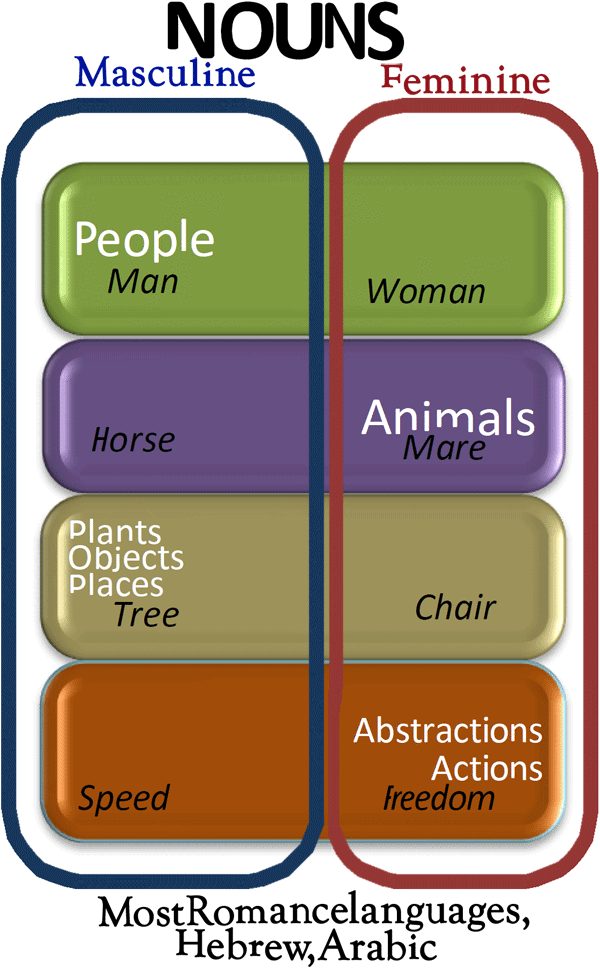 NOUNS
Masculine Feminine
People
Man Woman
Animals
Horse Mare
Plants
Objects
Places
Tree Chair
Abstractions
Actions
Speed Freedom
MostRomancelanguages,
Hebrew,Arabic